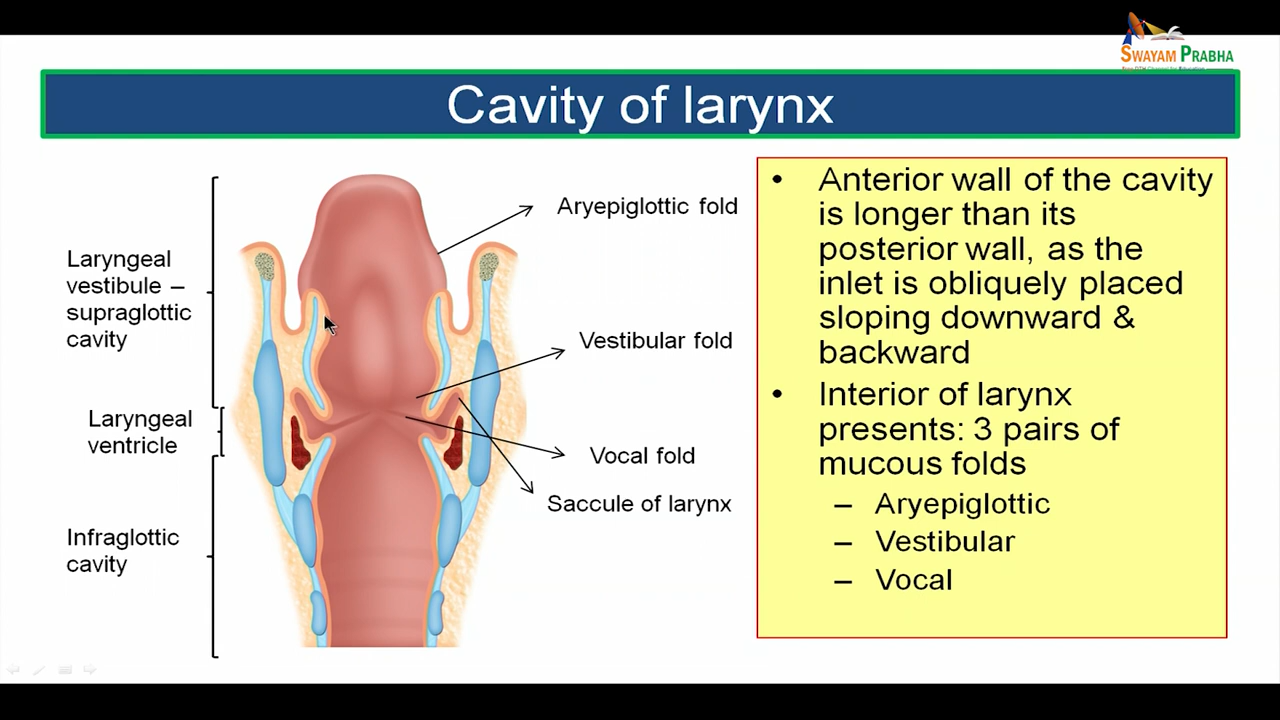 SWAYAM PRABHA
Cavity of larynx
Laryngeal
vestibule –
supraglottic
cavity
Laryngeal
ventricle
Infraglottic
cavity
Aryepiglottic fold
Vestibular fold
Vocal fold
Saccule of larynx
• Anterior wall of the cavity
is longer than its
posterior wall, as the
inlet is obliquely placed
sloping downward &
backward
• Interior of larynx
presents: 3 pairs of
mucous folds
– Aryepiglottic
– Vestibular
– Vocal